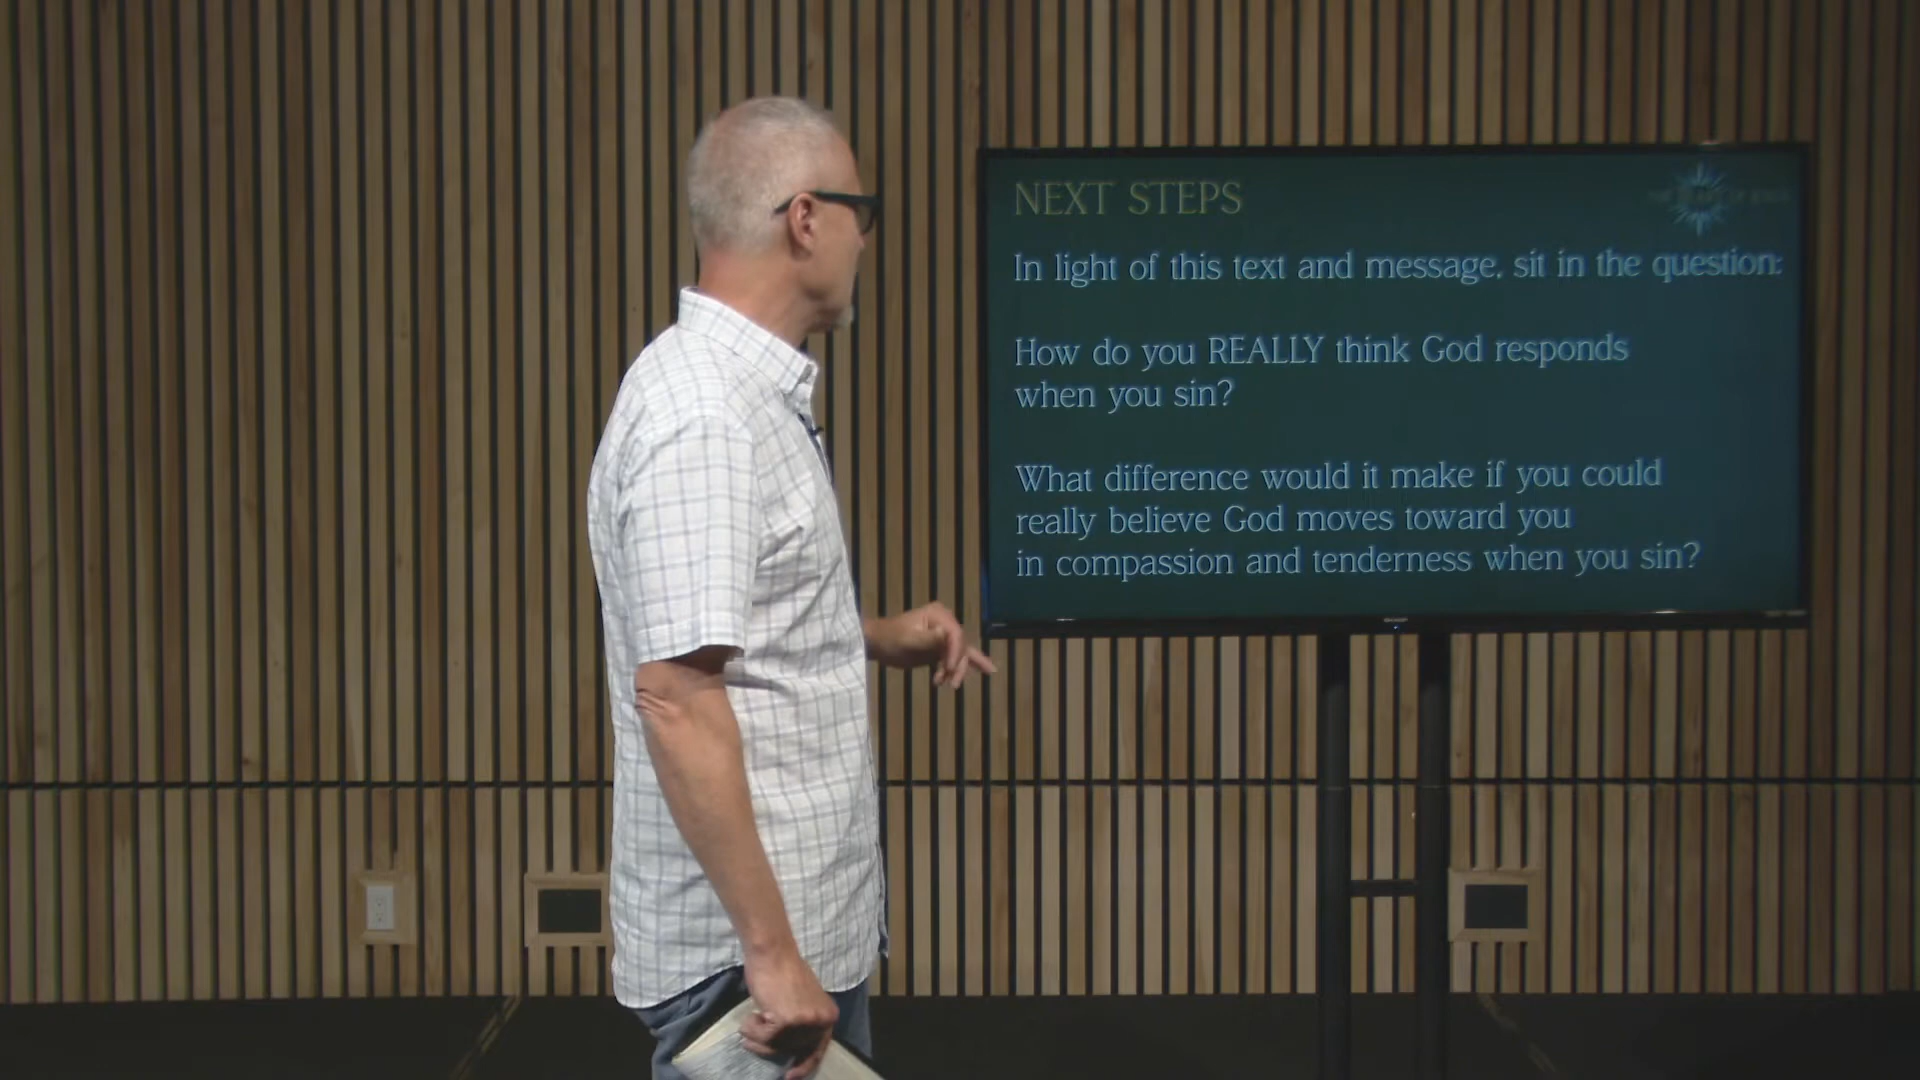 NEXT STEPS
In light of this text and message, sit in the question:
How do you REALLY think God responds
when you sin?
What difference would it make if you could
really believe God moves toward you
in compassion and tenderness when you sin?